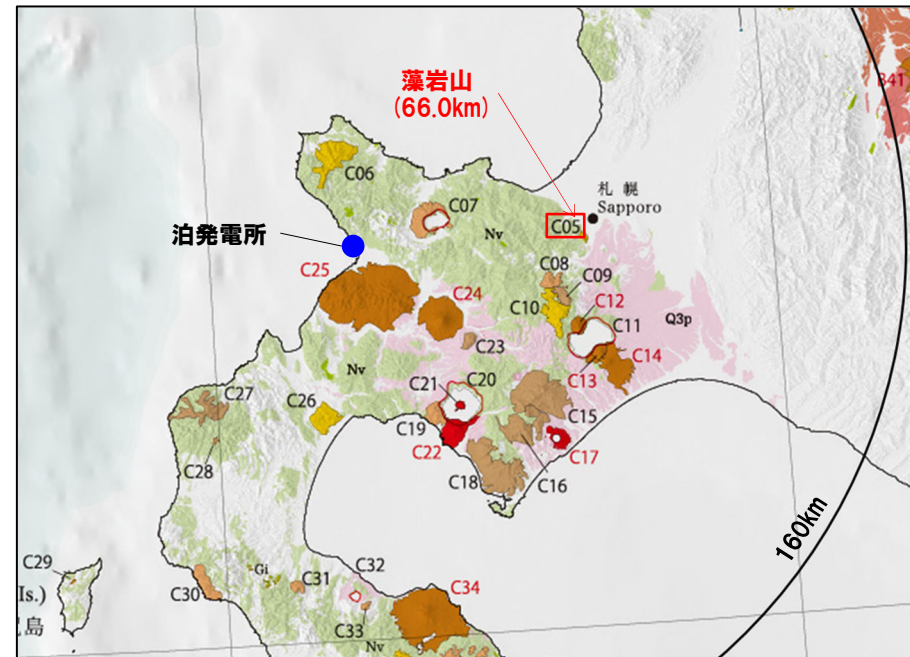 藻岩山
(66.0km)
B41
C06
C07
札幌
Sapporo
Nv
C05
泊発電所
C25
C08
C09
C24
C10
C12
C11
Q3p
C23
C14
C13
Nv
C21
C20
C27
C26
C15
C19
C22
C17
C28
C18
C16
160km
C29
C32
Gi
C31
C34
Is.)
C30
島
C33
Nv